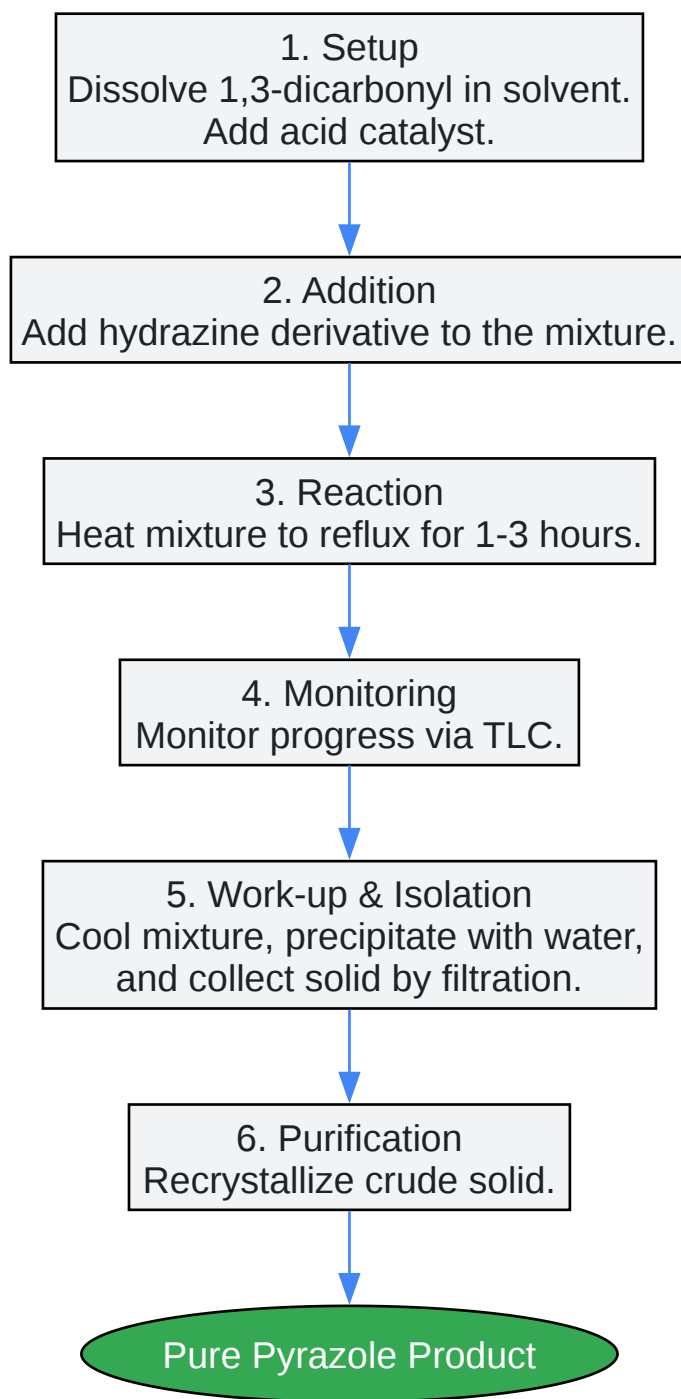 1. Setup
Dissolve 1,3-dicarbonyl in solvent.
Add acid catalyst.
2. Addition
Add hydrazine derivative to the mixture.
3. Reaction
Heat mixture to reflux for 1-3 hours.
4. Monitoring
Monitor progress via TLC.
5. Work-up & Isolation
Cool mixture, precipitate with water,
and collect solid by filtration.
6. Purification
Recrystallize crude solid.
Pure Pyrazole Product